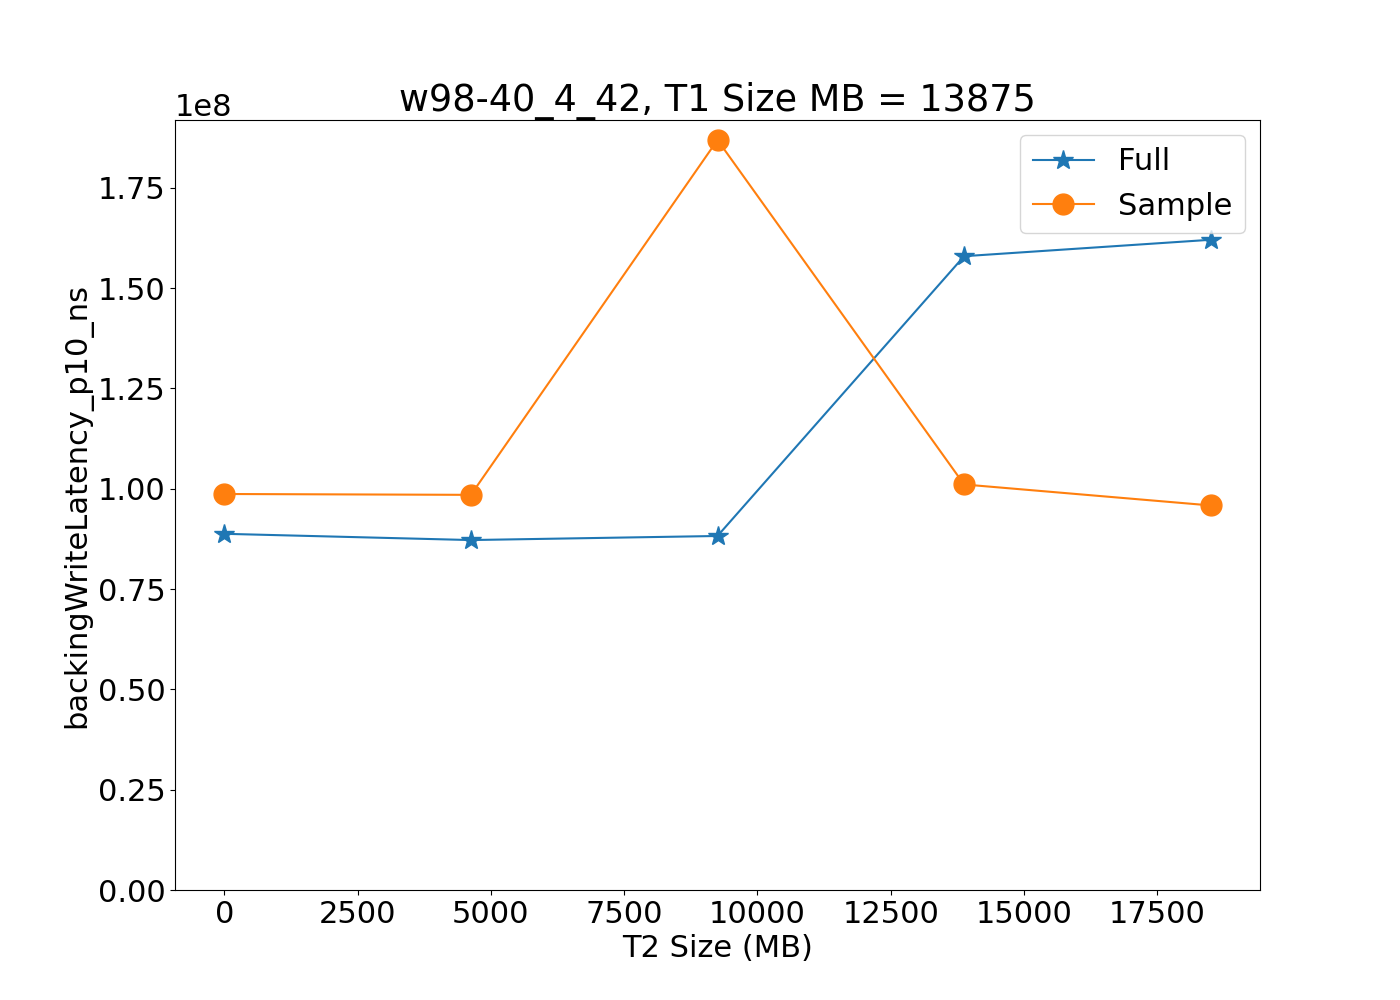 w98-40_4_42, T1 Size MB = 13875
1e8
Full
Sample
1.75
1.50
1.25
1.00
0.75
0.50
0.25
0.00
backingWriteLatency_p10_ns
0 2500 5000 7500 10000 12500 15000 17500
T2 Size (MB)